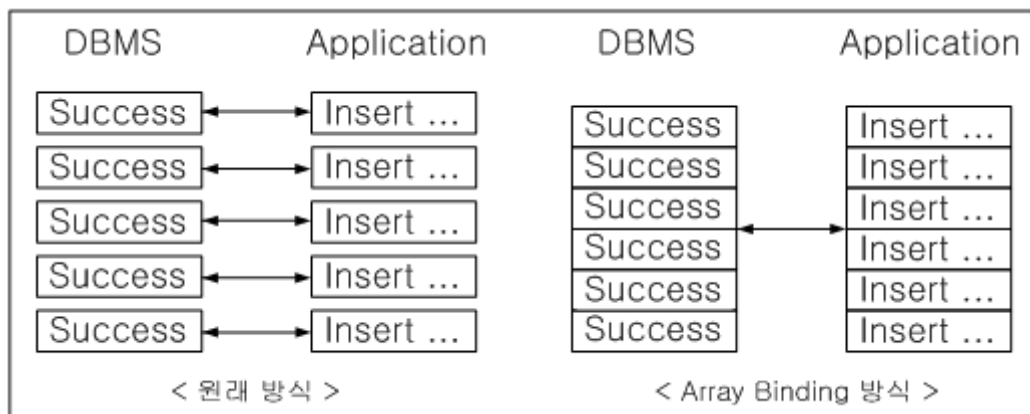 DBMS Application DBMS Application
Success Insert ...
Success Insert ...
Success Insert ...
Success Insert ...
Success Insert ...
< 원래 방식 >
Success Insert ...
Success Insert ...
Success Insert ...
Success Insert ...
Success Insert ...
Success Insert ...
< Array Binding 방식 >